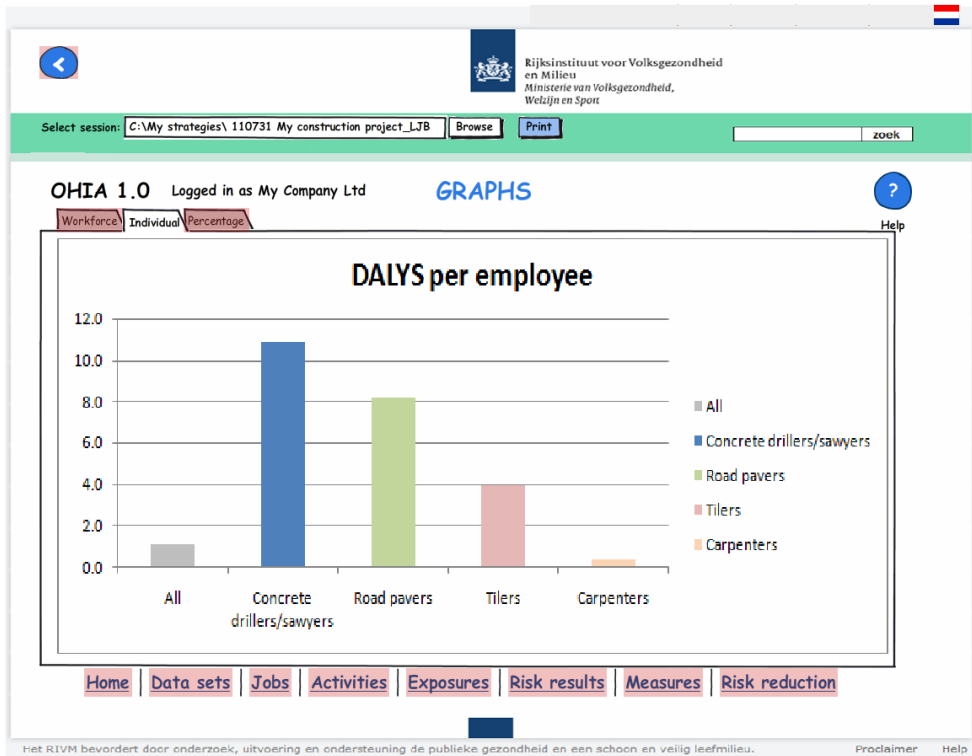 Rijksinstituut voor Volksgezondheid
en Milieu
Ministerie van Volksgezondheid,
Welzijn en Sport
Select session: C:\My strategies\ 110731 My construction project_LJB Browse Print zoek
OHIA 1.0 Logged in as My Company Ltd GRAPHS ?
Help
Workforce Individual Percentage
DALYS per employee
12.0
10.0
8.0
6.0
4.0
2.0
0.0
All
Concrete drillers/sawyers
Road pavers
Tilers
Carpenters
All Concrete Road pavers Tilers Carpenters
drillers/sawyers
Home | Data sets | Jobs | Activities | Exposures | Risk results | Measures | Risk reduction
Het RIVM bevordert door onderzoek, uitvoering en ondersteuning de publieke gezondheid en een schoon en veilig leefmilieu. Proclaimer Help